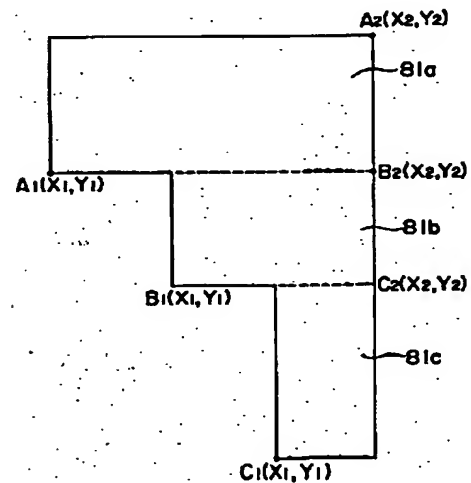 A2(X2,Y2)
81a
A1(X1,Y1)
B2(X2,Y2)
81b
B1(X1,Y1)
C2(X2,Y2)
81c
C1(X1,Y1)